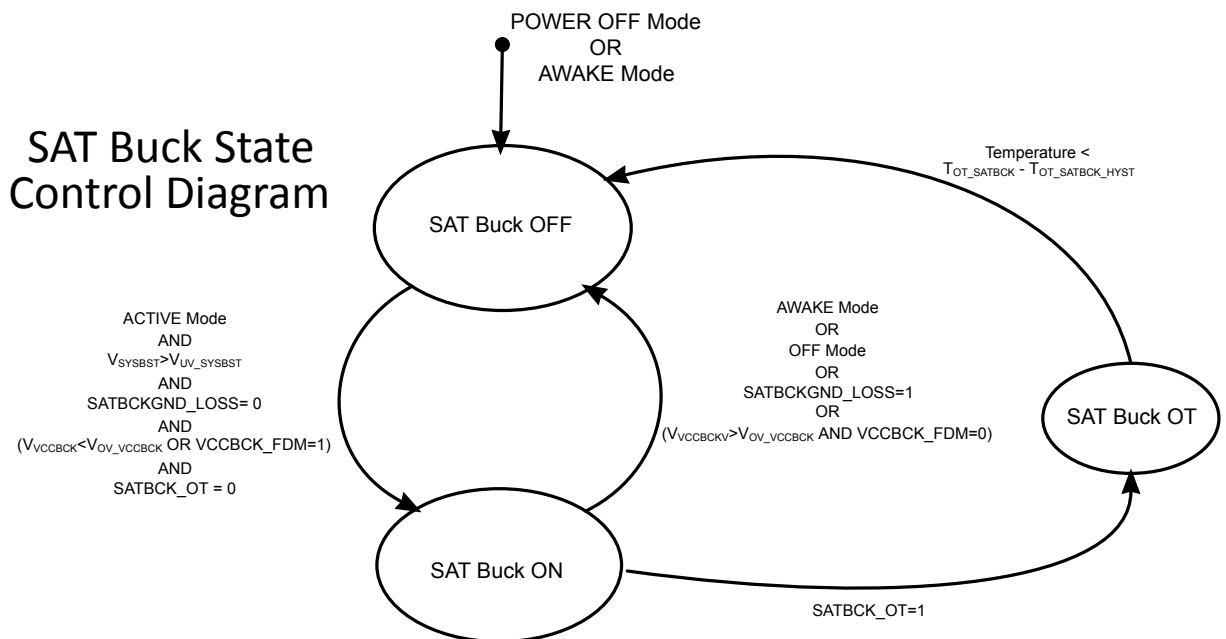 POWER OFF Mode
OR
AWAKE Mode
SAT Buck State
Control Diagram
Temperature <
T_OT_SATBCK - T_OT_SATBCK_HYST
SAT Buck OFF
ACTIVE Mode
AND
V_SYSBST>V_UV_SYSBST
AND
SATBCKGND_LOSS= 0
AND
(V_VCCBCK<V_OV_VCCBCK OR VCCBCK_FDM=1)
AND
SATBCK_OT = 0
AWAKE Mode
OR
OFF Mode
OR
SATBCKGND_LOSS=1
OR
(V_VCCBCKV>V_OV_VCCBCK AND VCCBCK_FDM=0)
SAT Buck OT
SAT Buck ON
SATBCK_OT=1